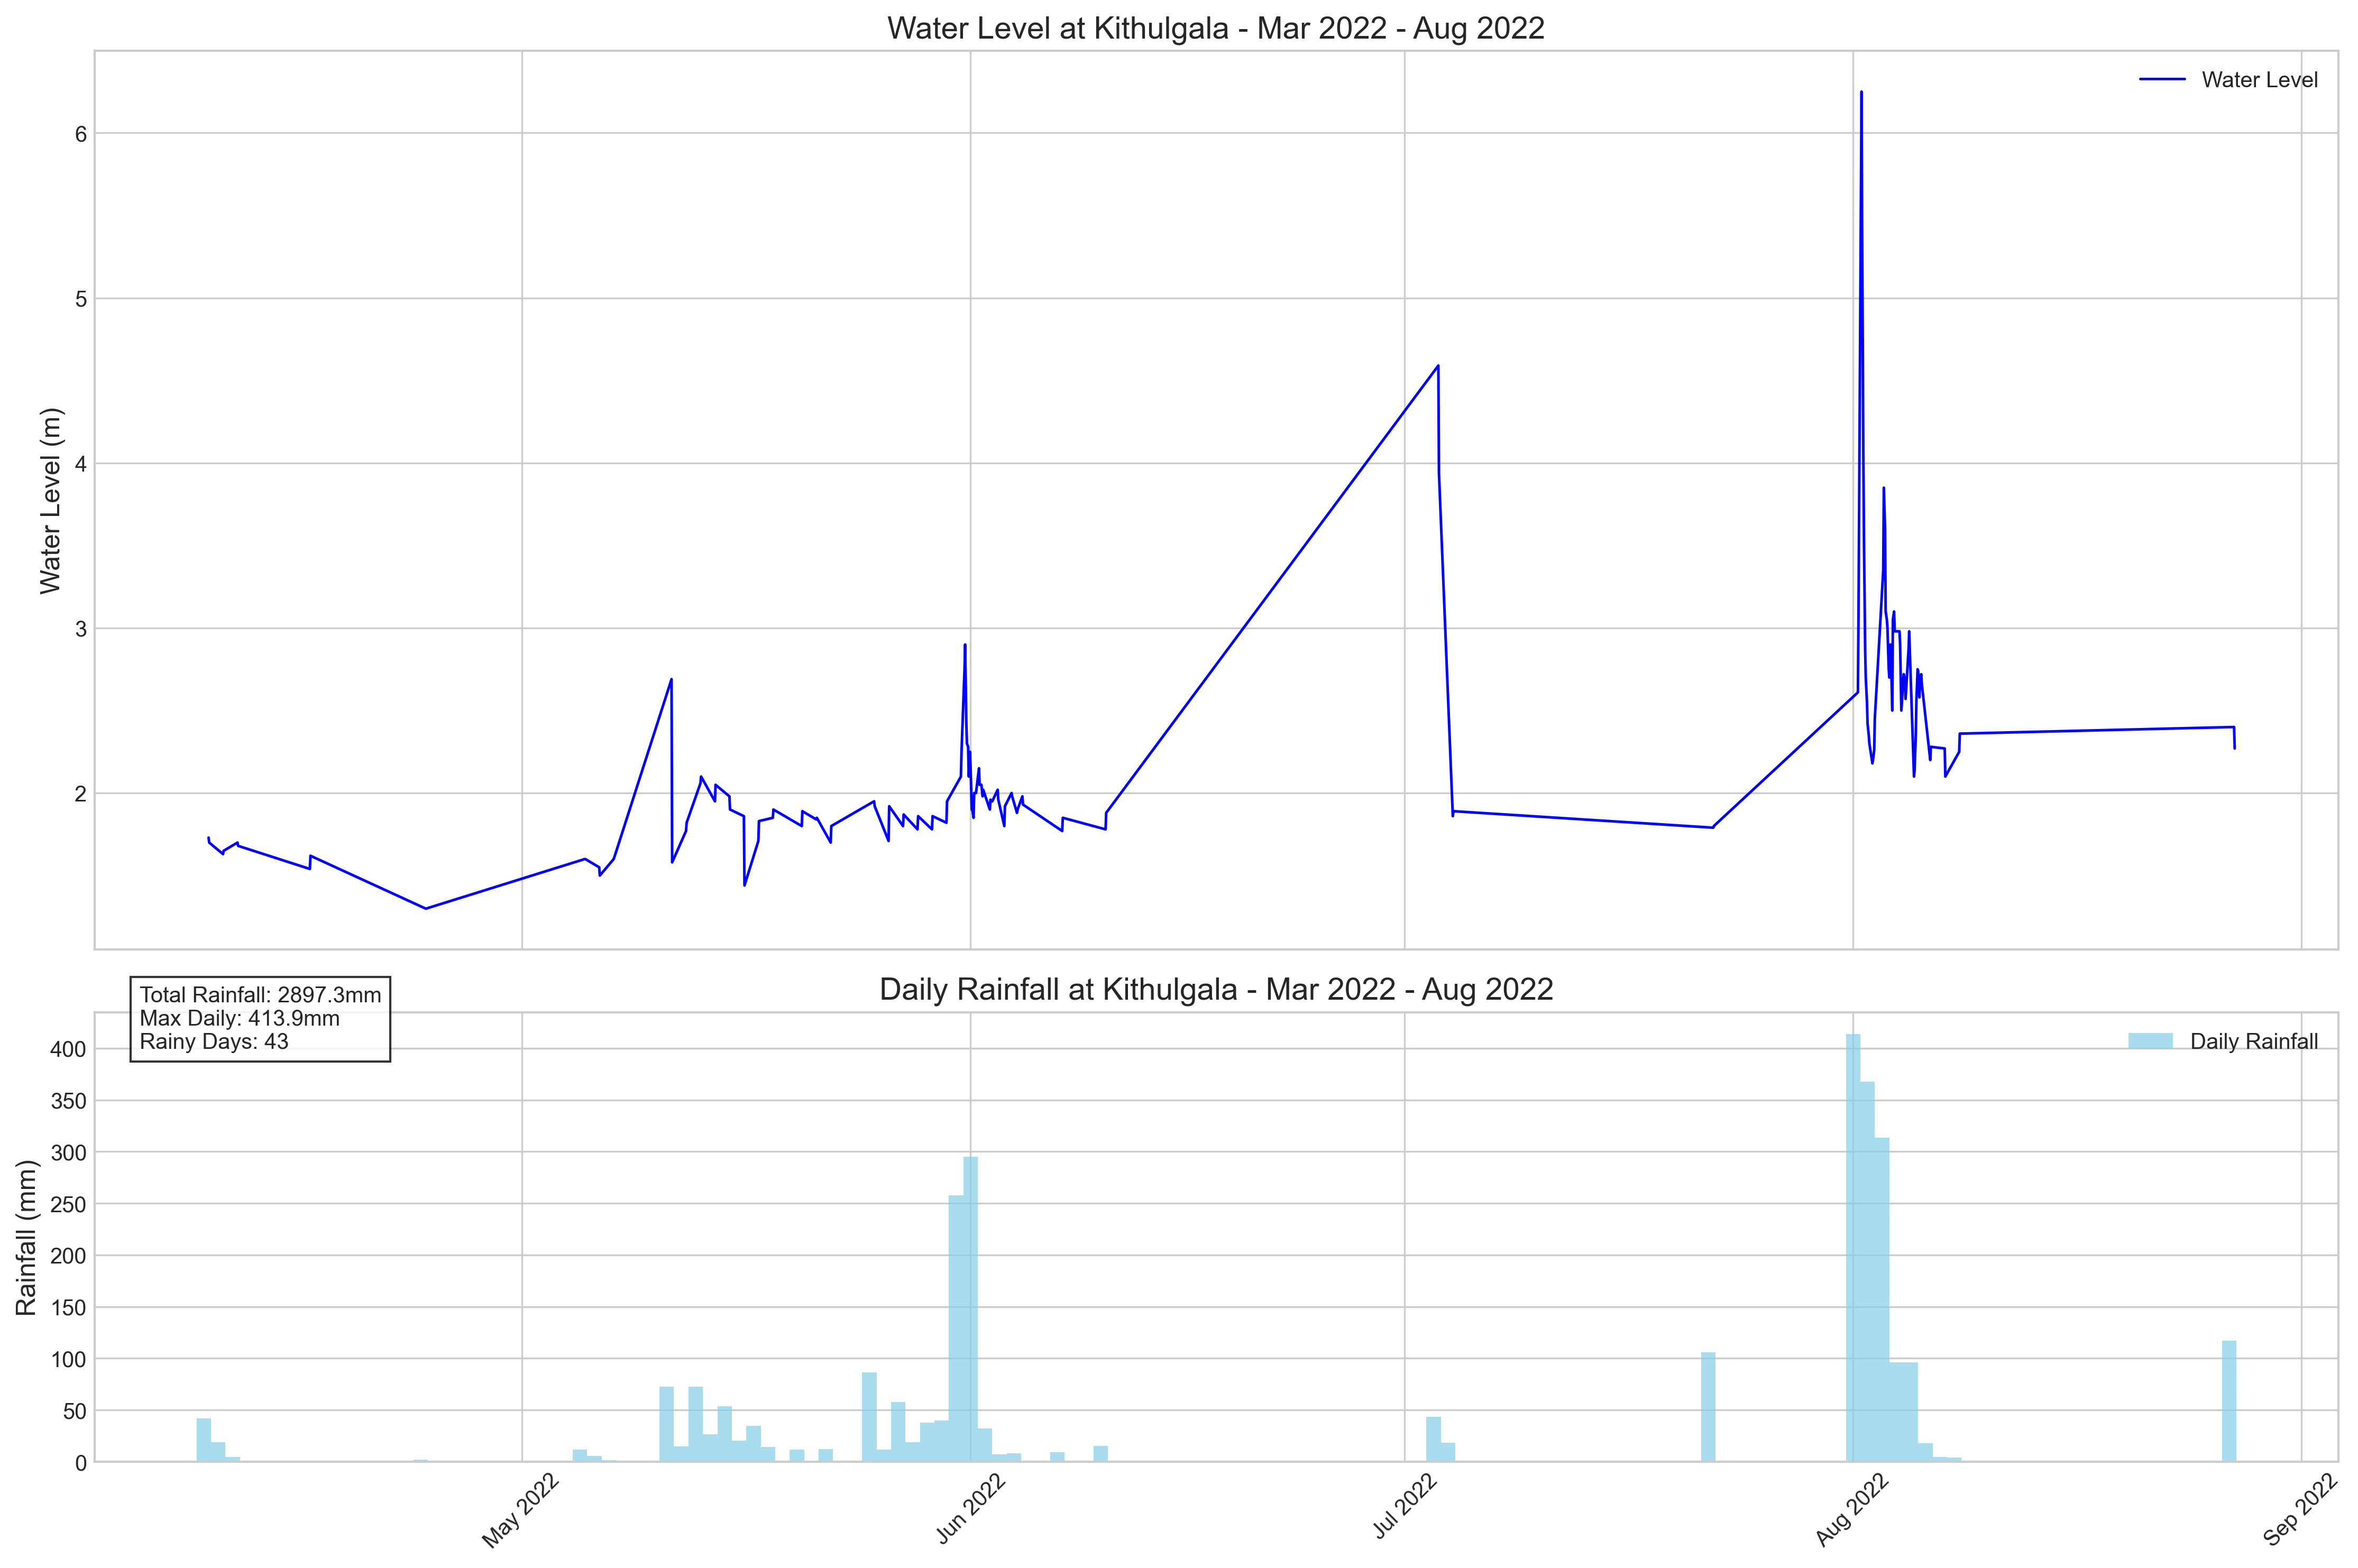 Water Level at Kithulgala - Mar 2022 - Aug 2022
Water Level
6
5
4
3
2
Water Level (m)
Daily Rainfall at Kithulgala - Mar 2022 - Aug 2022
Total Rainfall: 2897.3mm
Max Daily: 413.9mm
Rainy Days: 43
Daily Rainfall
400
350
300
250
200
150
100
50
0
Rainfall (mm)
May 2022
Jun 2022
Jul 2022
Aug 2022
Sep 2022